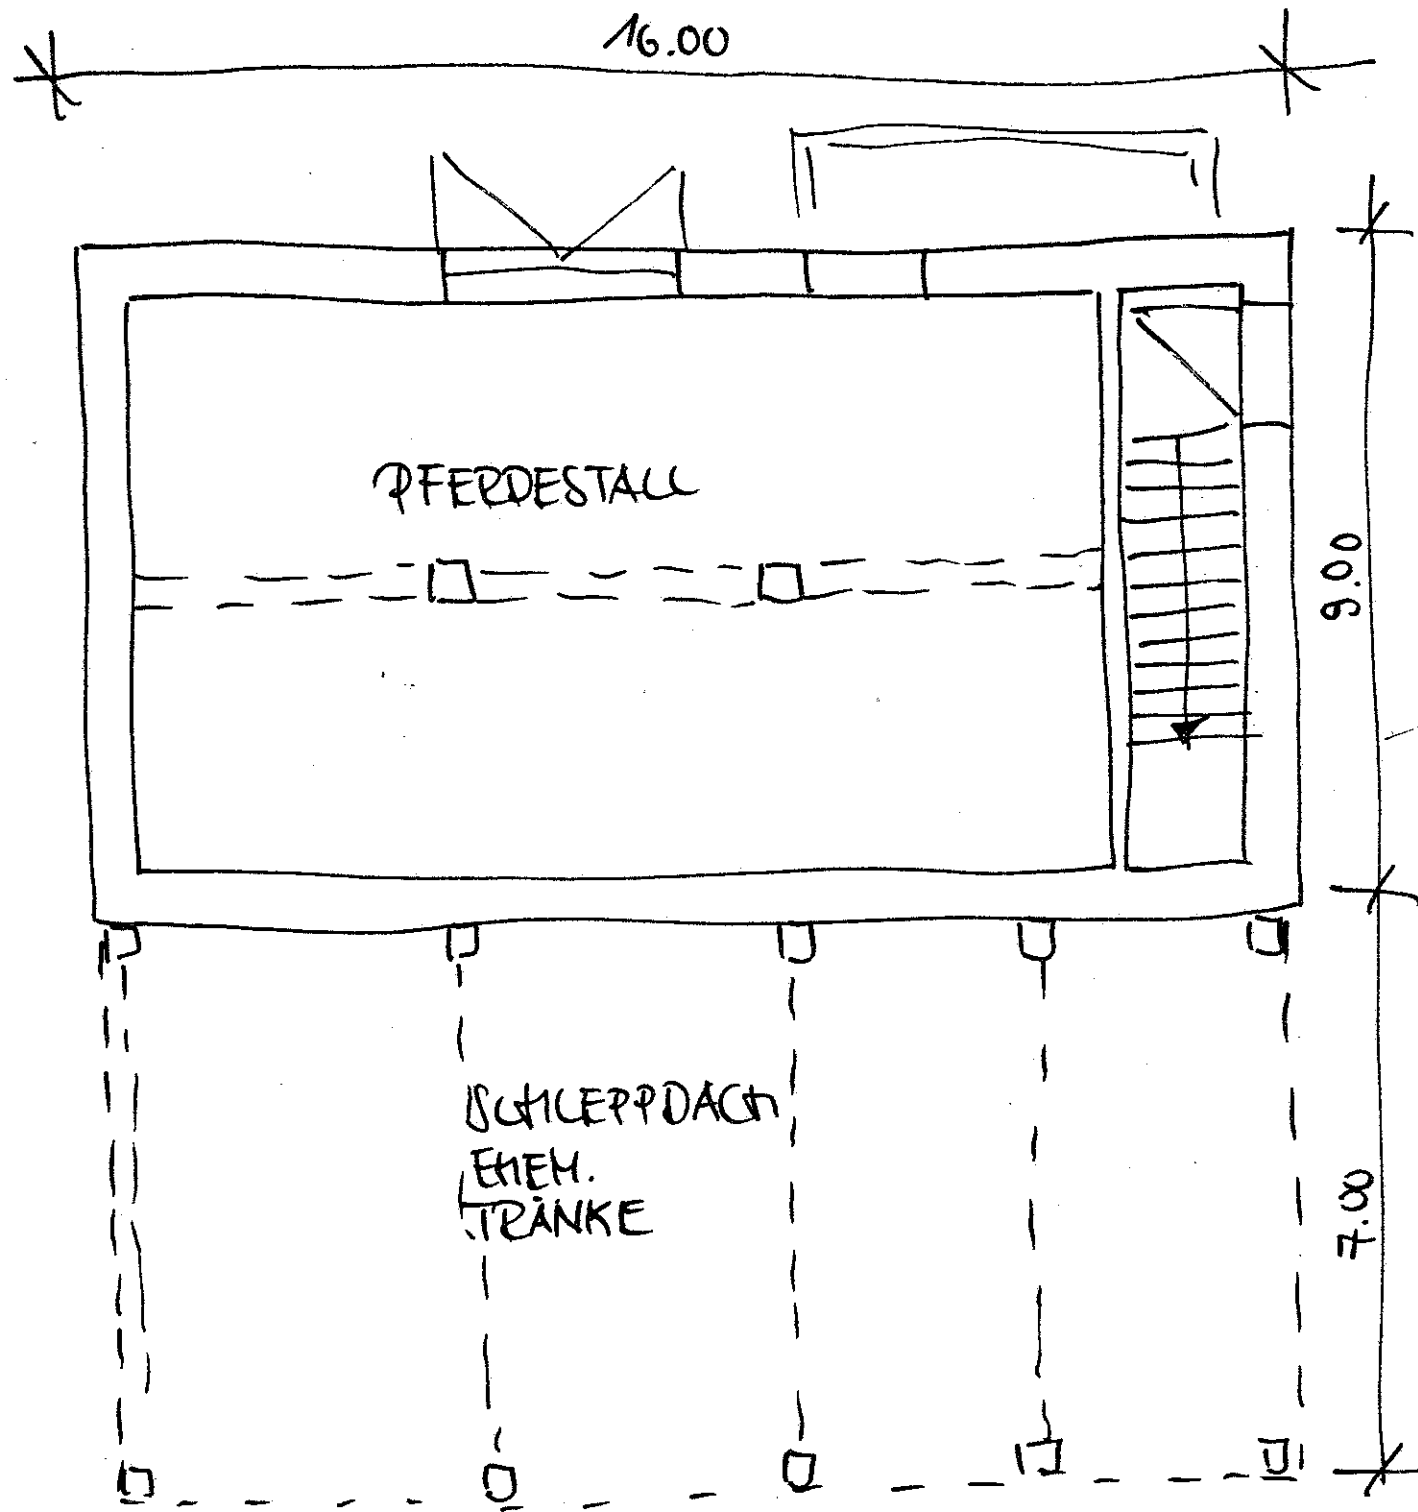 16.00
PFERDESTALL
9.00
SCHLEPPDACH
EHEM.
TRÄNKE
7.00